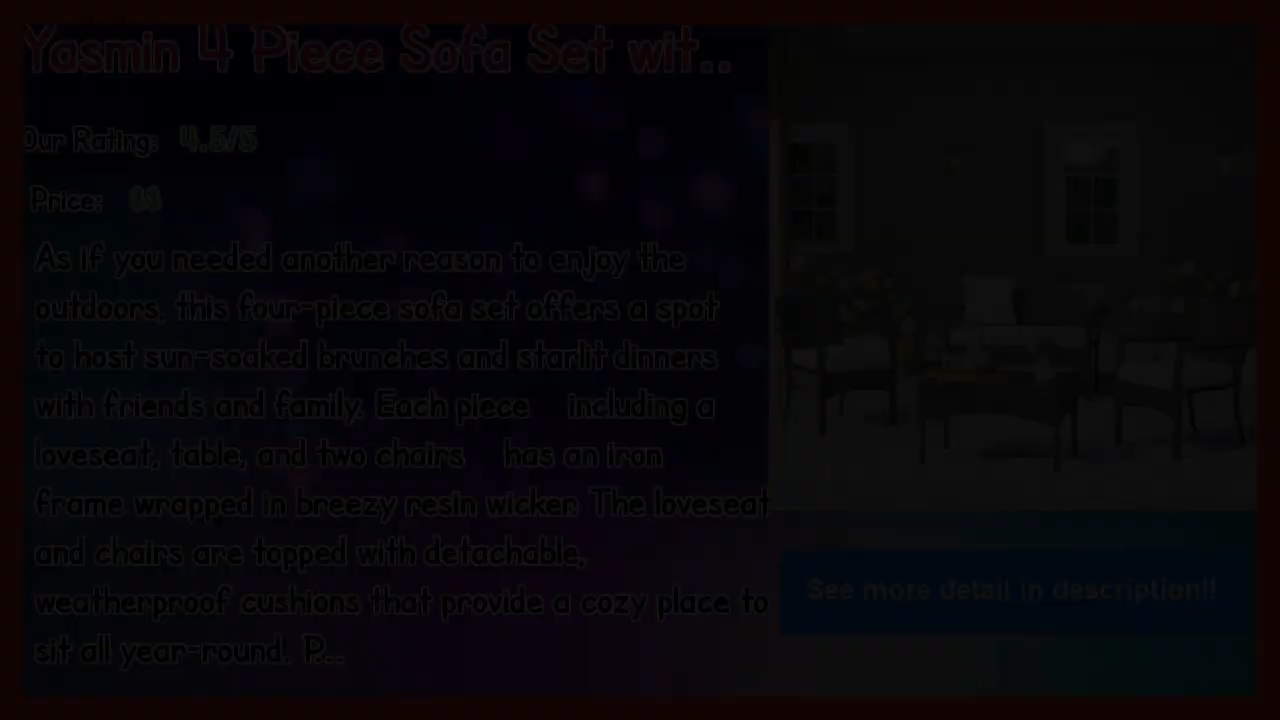 Yasmin 4 Piece Sofa Set wit..
Our Rating: 4.5/5
Price: $$
As if you needed another reason to enjoy the
outdoors, this four-piece sofa set offers a spot
to host sun-soaked brunches and starlit dinners
with friends and family. Each piece including a
loveseat, table, and two chairs has an iron
frame wrapped in breezy resin wicker. The loveseat
and chairs are topped with detachable,
weatherproof cushions that provide a cozy place to
sit all year-round. P...
See more detail in description!!